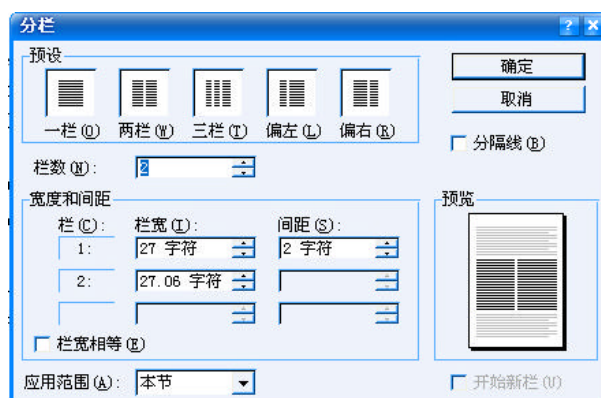 分栏
预设
一栏(O) 两栏(W) 三栏(T) 偏左(L) 偏右(R)
确定
取消
栏数(N): 2
分隔线(B)
宽度和间距
栏(C): 栏宽(I): 间距(S):
1: 27 字符 2 字符
2: 27.06 字符
栏宽相等(E)
预览
应用范围(A): 本节
开始新栏(U)